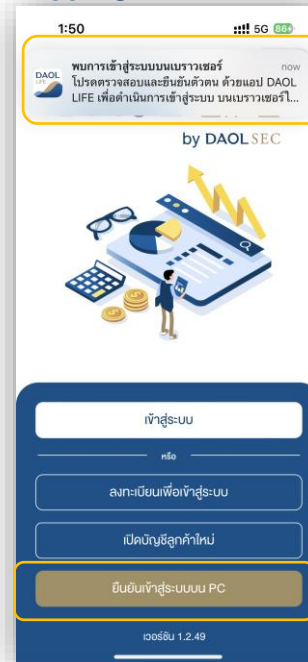 1:50
5G 86
พบการเข้าสู่ระบบบนเบราว์เซอร์
now
DAOL
LIFE
โปรดตรวจสอบและยืนยันตัวตน ด้วยแอป DAOL
LIFE เพื่อดำเนินการเข้าสู่ระบบ บนเบราว์เซอร์ไ...
by DAOL SEC
เข้าสู่ระบบ
หรือ
ลงทะเบียนเพื่อเข้าสู่ระบบ
เปิดบัญชีลูกค้าใหม่
ยืนยันเข้าสู่ระบบบน PC
เวอร์ชัน 1.2.49